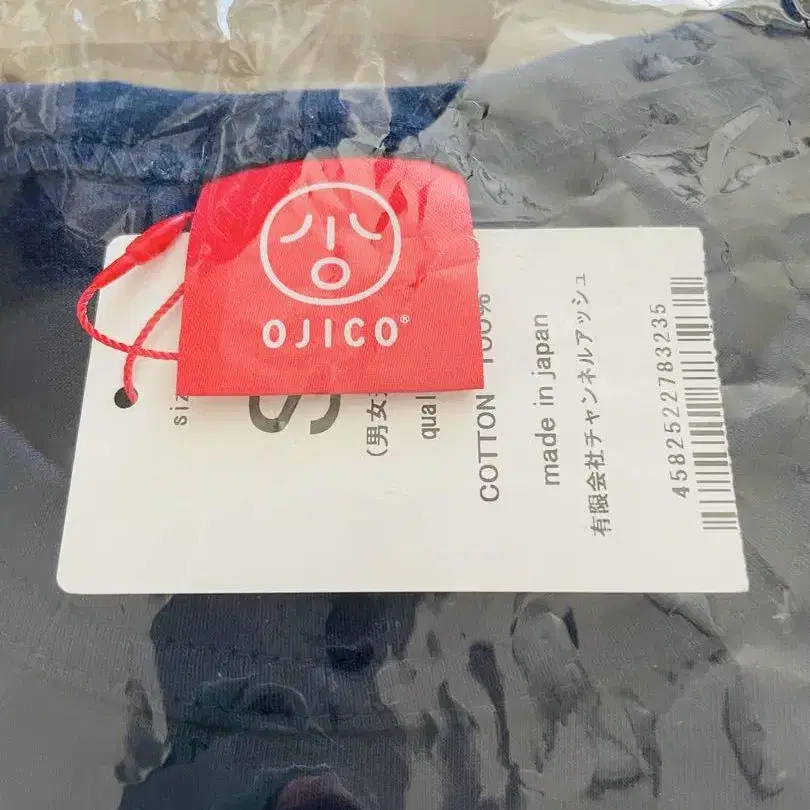 OJICO®
siz
S
(男女
qual
COTTON 100%
made in japan
有限会社チャンネルアッシュ
4582522783235